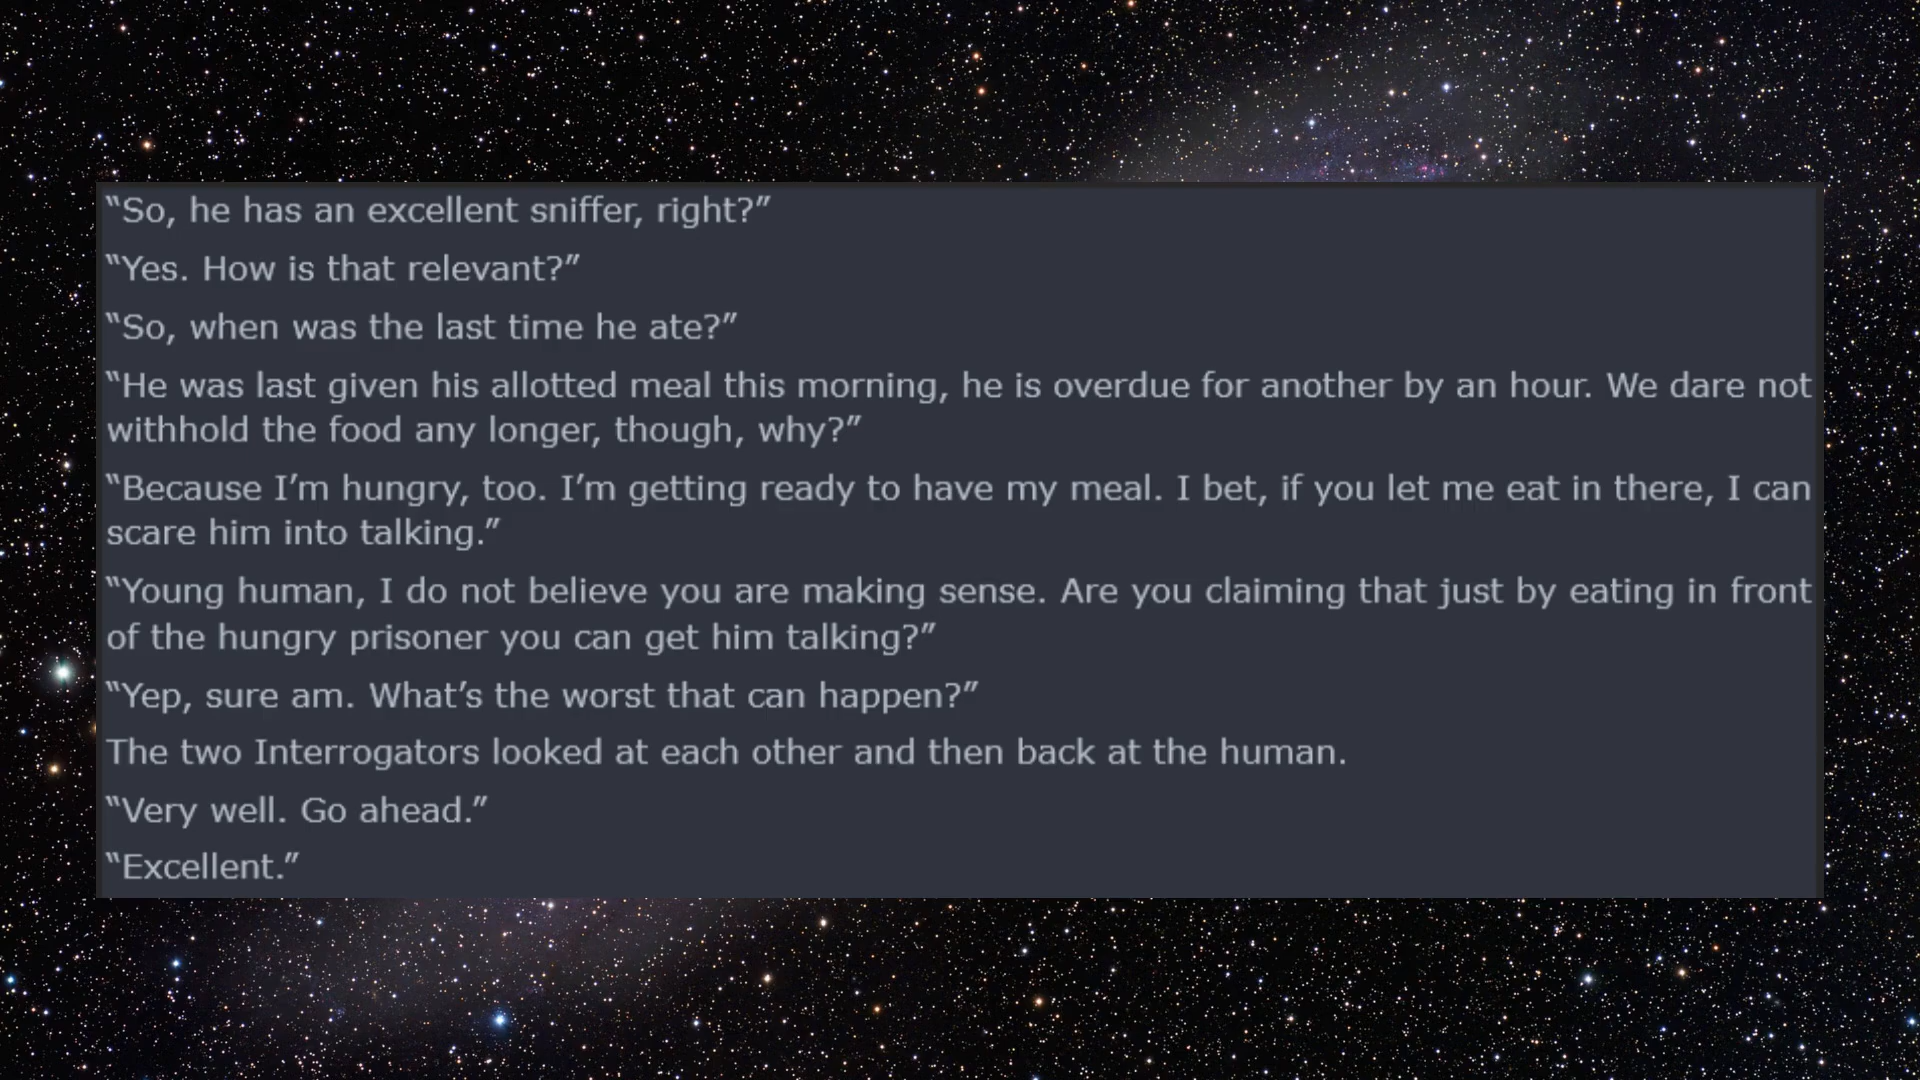 “So, he has an excellent sniffer, right?”
“Yes. How is that relevant?”
“So, when was the last time he ate?”
“He was last given his allotted meal this morning, he is overdue for another by an hour. We dare not
withhold the food any longer, though, why?”
“Because I’m hungry, too. I’m getting ready to have my meal. I bet, if you let me eat in there, I can
scare him into talking.”
“Young human, I do not believe you are making sense. Are you claiming that just by eating in front
of the hungry prisoner you can get him talking?”
“Yep, sure am. What’s the worst that can happen?”
The two Interrogators looked at each other and then back at the human.
“Very well. Go ahead.”
“Excellent.”